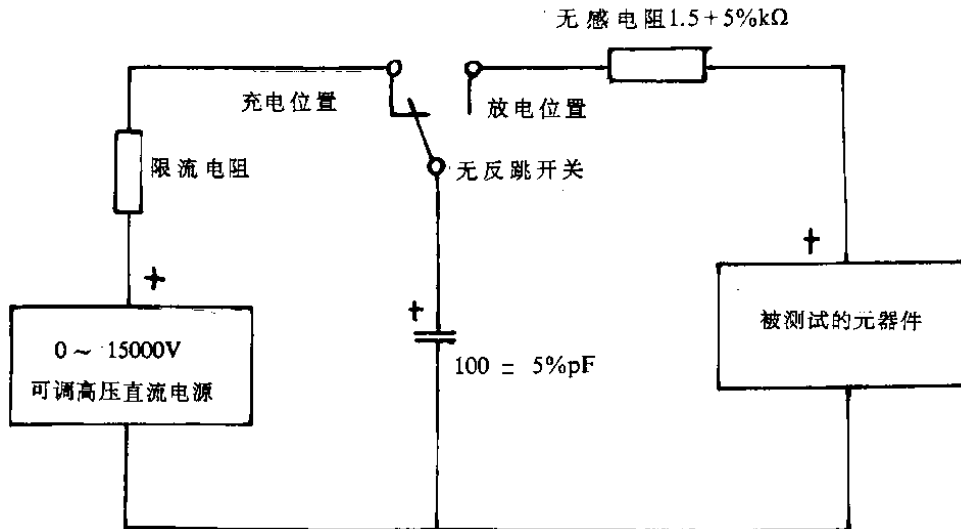 无感电阻1.5+5%kΩ
充电位置
放电位置
限流电阻
无反跳开关
+
+
+
0～15000V
可调高压直流电源
100 = 5%pF
被测试的元器件